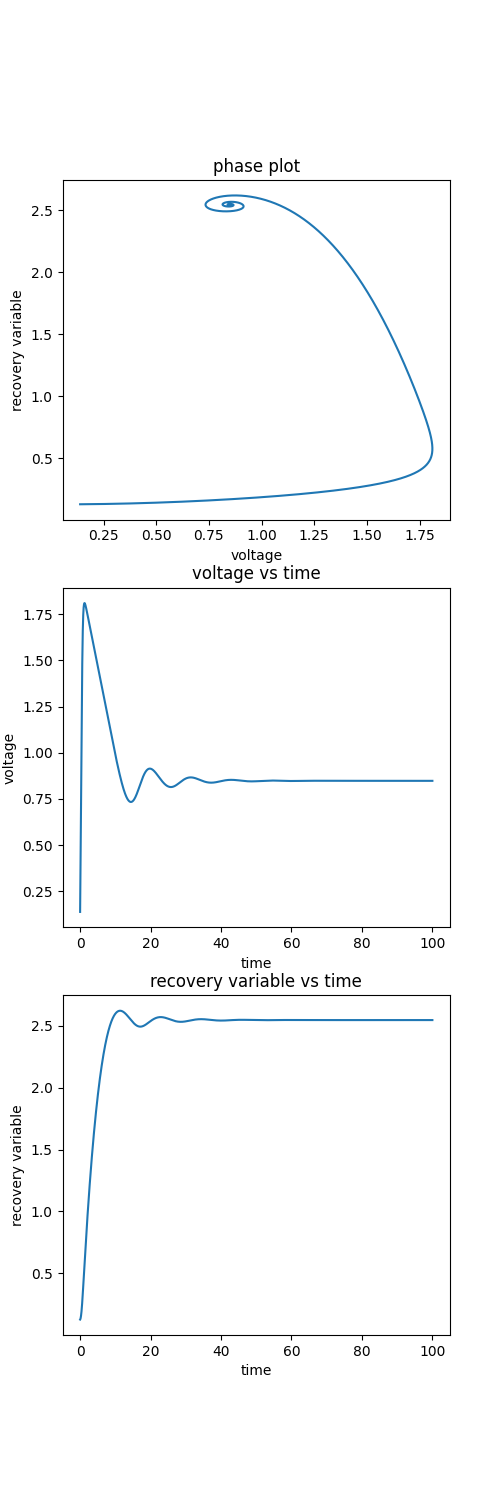 phase plot
2.5
2.0
1.5
1.0
0.5
recovery variable
0.25 0.50 0.75 1.00 1.25 1.50 1.75
voltage
voltage vs time
1.75
1.50
1.25
1.00
0.75
0.50
0.25
voltage
0 20 40 60 80 100
time
recovery variable vs time
2.5
2.0
1.5
1.0
0.5
recovery variable
0 20 40 60 80 100
time